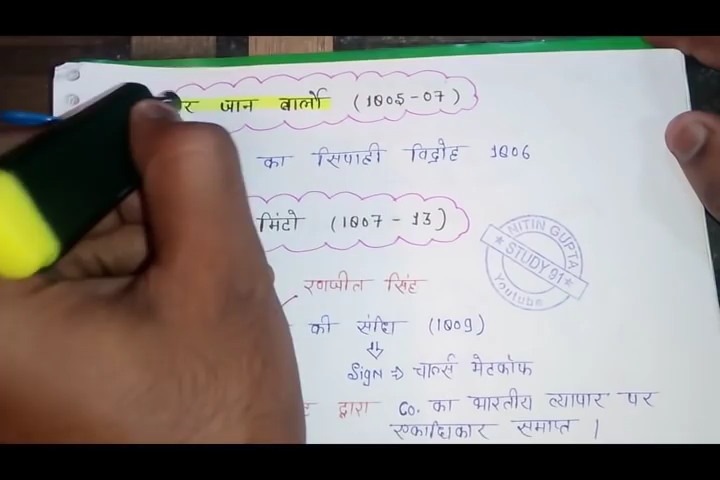 र जान बार्लो (1805-07)
का सिपाही विद्रोह 1806
मिंटो (1807 - 13)
NITIN GUPTA
STUDY 91
Youtube
रणजीत सिंह
की संधि (1809)
Sign ⇒ चार्ल्स मेटकॉफ
द्वारा Co. का भारतीय व्यापार पर
एकाधिकार समाप्त ।